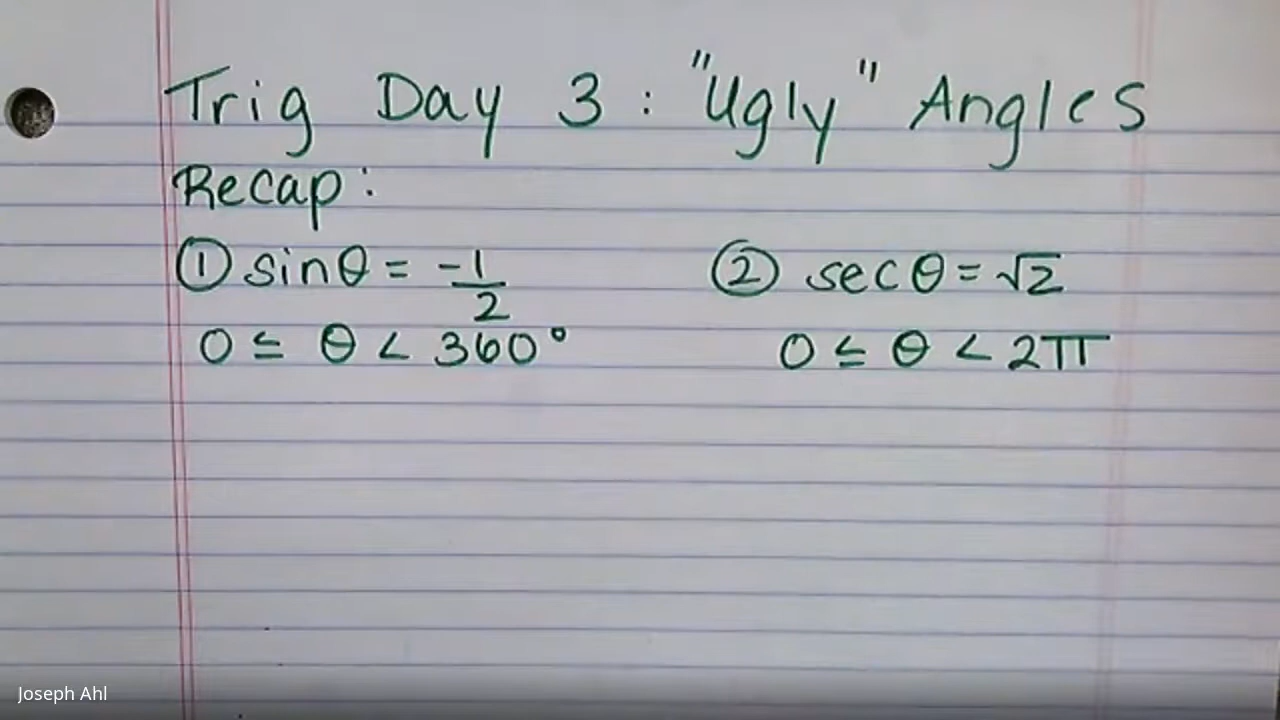 Trig Day 3: "Ugly" Angles
Recap:
① sinθ = -1/2
② secθ = √2
0 ≤ θ < 360°
0 ≤ θ < 2π
Joseph Ahl